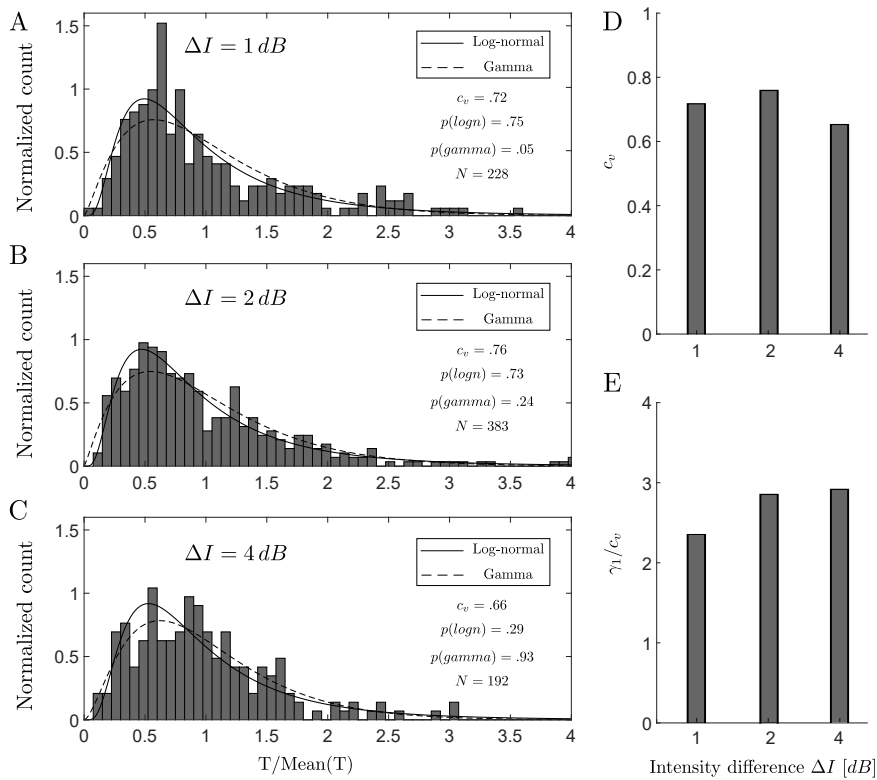 A
Normalized count
1.5
1
0.5
0
ΔI = 1 dB
Log-normal
Gamma
c_v = .72
p(logn) = .75
p(gamma) = .05
N = 228
0 0.5 1 1.5 2 2.5 3 3.5 4
B
Normalized count
1.5
1
0.5
0
ΔI = 2 dB
Log-normal
Gamma
c_v = .76
p(logn) = .73
p(gamma) = .24
N = 383
0 0.5 1 1.5 2 2.5 3 3.5 4
C
Normalized count
1.5
1
0.5
0
ΔI = 4 dB
Log-normal
Gamma
c_v = .66
p(logn) = .29
p(gamma) = .93
N = 192
0 0.5 1 1.5 2 2.5 3 3.5 4
T/Mean(T)
D
c_v
1
0.8
0.6
0.4
0.2
0
1 2 4
E
γ₁/c_v
4
3
2
1
0
1 2 4
Intensity difference ΔI [dB]